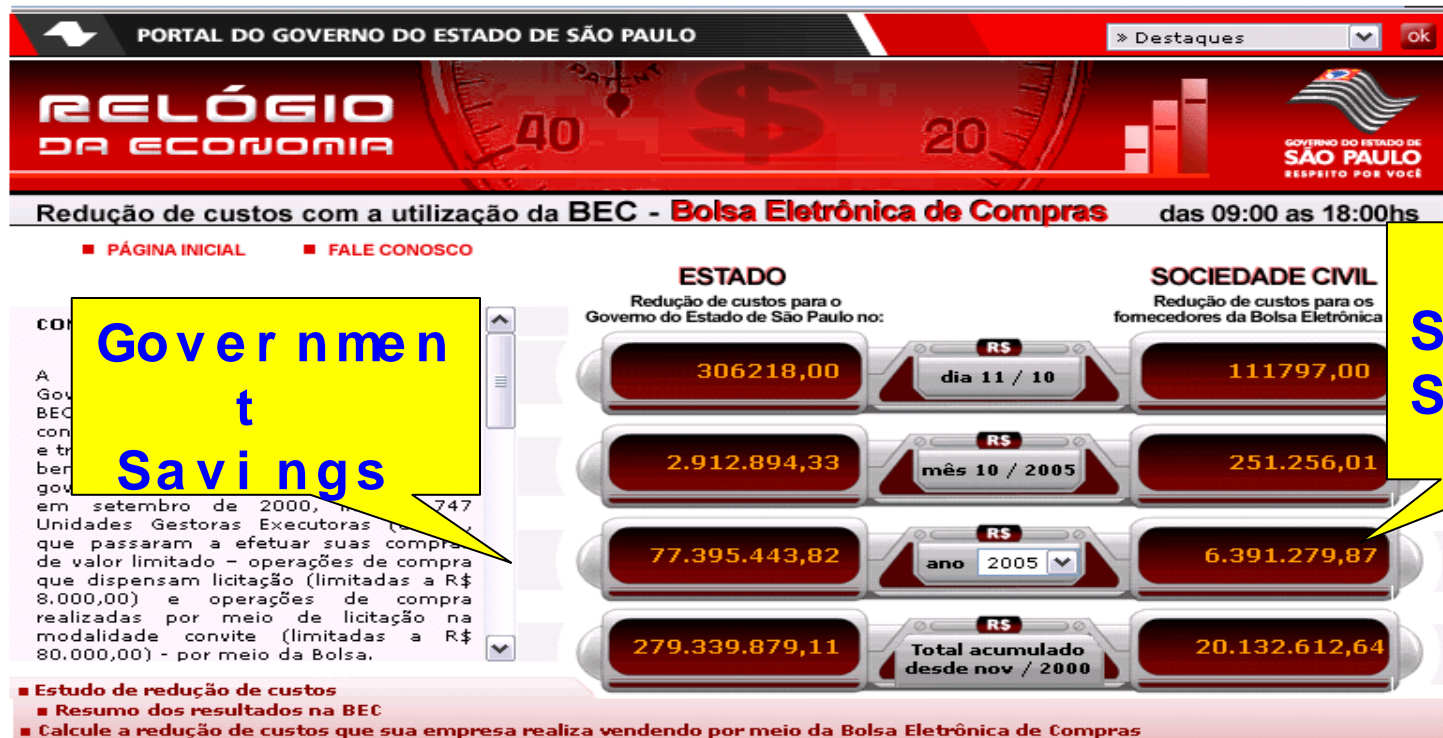 PORTAL DO GOVERNO DO ESTADO DE SÃO PAULO
» Destaques
ok
RELÓGIO
DA ECONOMIA
PATENT
40
$
20
GOVERNO DO ESTADO DE
SÃO PAULO
RESPEITO POR VOCÊ
Redução de custos com a utilização da BEC - Bolsa Eletrônica de Compras das 09:00 as 18:00hs
PÁGINA INICIAL
FALE CONOSCO
Governmen
t
Savings
A
em setembro de 2000, 747
Unidades Gestoras Executoras
que passaram a efetuar suas
de valor limitado – operações de compra
que dispensam licitação (limitadas a R$
8.000,00) e operações de compra
realizadas por meio de licitação na
modalidade convite (limitadas a R$
80.000,00) - por meio da Bolsa.
ESTADO
Redução de custos para o
Governo do Estado de São Paulo no:
SOCIEDADE CIVIL
Redução de custos para os
fornecedores da Bolsa Eletrônica
S
S
306218,00
R$
dia 11 / 10
111797,00
2.912.894,33
R$
mês 10 / 2005
251.256,01
77.395.443,82
R$
ano 2005
6.391.279,87
279.339.879,11
R$
Total acumulado
desde nov / 2000
20.132.612,64
Estudo de redução de custos
Resumo dos resultados na BEC
Calcule a redução de custos que sua empresa realiza vendendo por meio da Bolsa Eletrônica de Compras